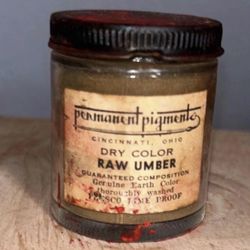 permanent pigments
CINCINNATI, OHIO
DRY COLOR
RAW UMBER
GUARANTEED COMPOSITION
Genuine Earth Color
thoroughly washed
FRESCO LIME PROOF